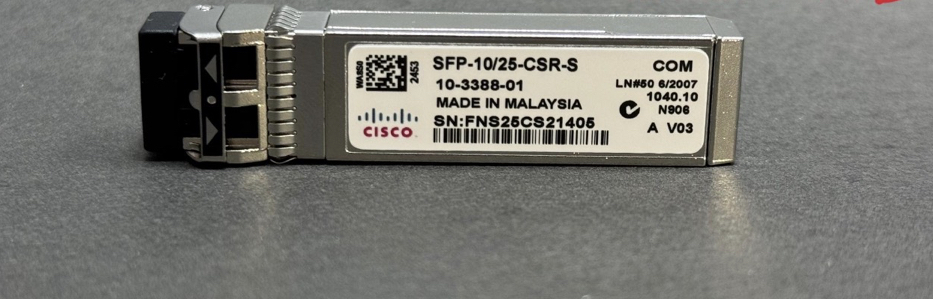 WA850
2453
SFP-10/25-CSR-S
10-3388-01
MADE IN MALAYSIA
SN:FNS25CS21405
CISCO
COM
LN#50 6/2007
1040.10
N906
A V03